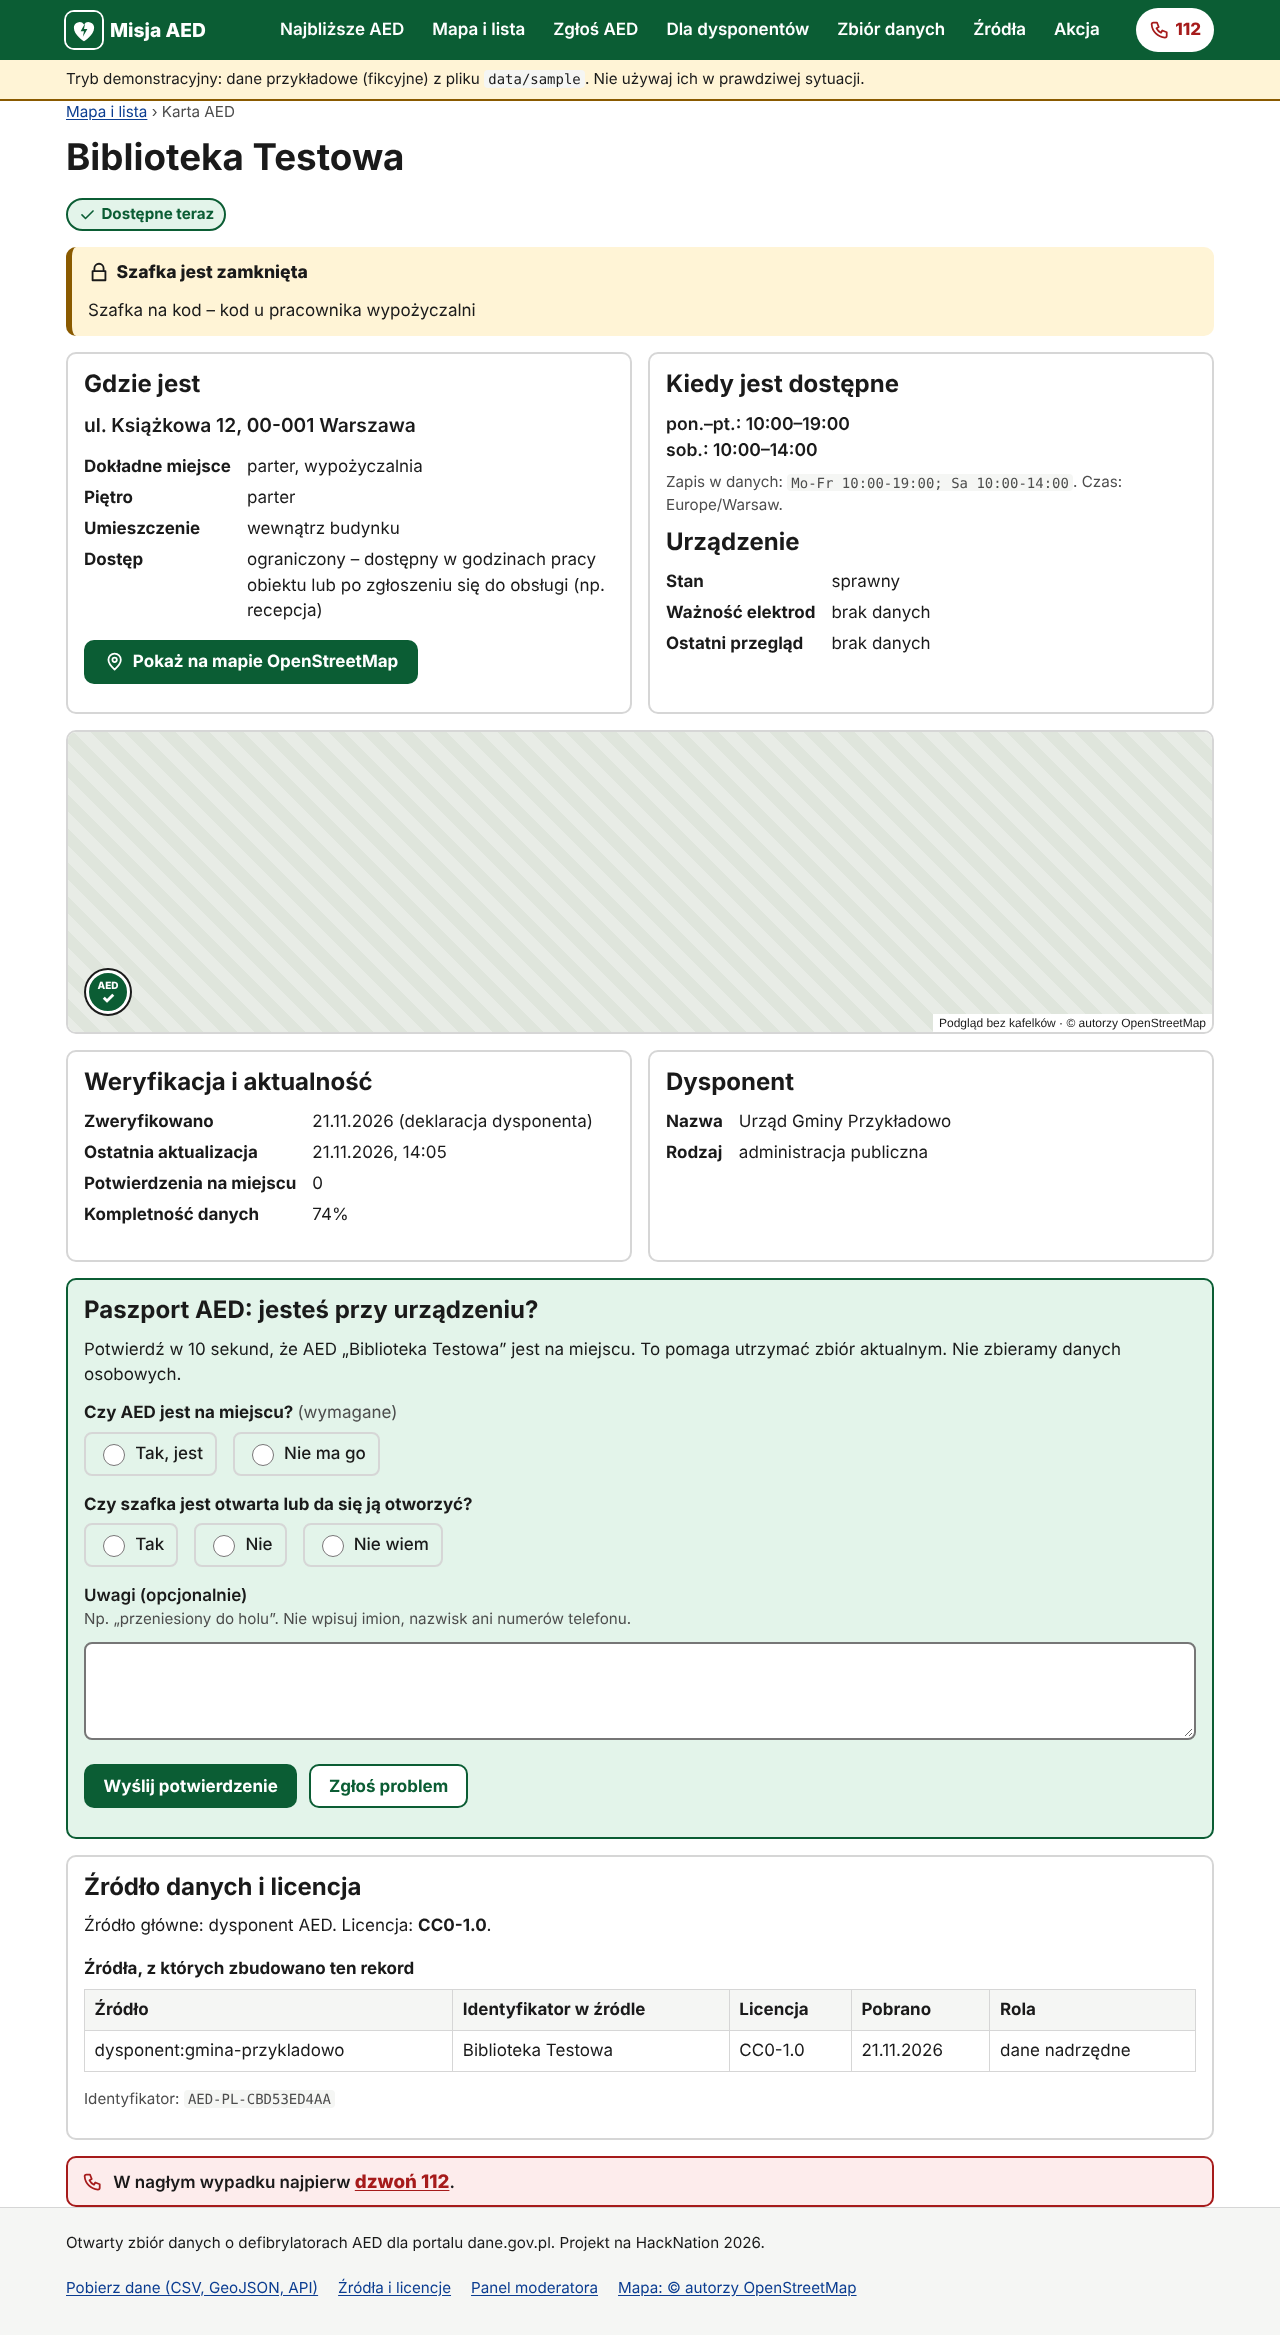 Misja AED
Najbliższe AED
Mapa i lista
Zgłoś AED
Dla dysponentów
Zbiór danych
Źródła
Akcja
112
Tryb demonstracyjny: dane przykładowe (fikcyjne) z pliku data/sample. Nie używaj ich w prawdziwej sytuacji.
Mapa i lista › Karta AED
Biblioteka Testowa
Dostępne teraz
Szafka jest zamknięta
Szafka na kod – kod u pracownika wypożyczalni
Gdzie jest
ul. Książkowa 12, 00-001 Warszawa
Dokładne miejsce parter, wypożyczalnia
Piętro parter
Umieszczenie wewnątrz budynku
Dostęp ograniczony – dostępny w godzinach pracy
obiektu lub po zgłoszeniu się do obsługi (np.
recepcja)
Pokaż na mapie OpenStreetMap
Kiedy jest dostępne
pon.–pt.: 10:00–19:00
sob.: 10:00–14:00
Zapis w danych: Mo-Fr 10:00-19:00; Sa 10:00-14:00. Czas:
Europe/Warsaw.
Urządzenie
Stan sprawny
Ważność elektrod brak danych
Ostatni przegląd brak danych
AED
Podgląd bez kafelków · © autorzy OpenStreetMap
Weryfikacja i aktualność
Zweryfikowano 21.11.2026 (deklaracja dysponenta)
Ostatnia aktualizacja 21.11.2026, 14:05
Potwierdzenia na miejscu 0
Kompletność danych 74%
Dysponent
Nazwa Urząd Gminy Przykładowo
Rodzaj administracja publiczna
Paszport AED: jesteś przy urządzeniu?
Potwierdź w 10 sekund, że AED „Biblioteka Testowa” jest na miejscu. To pomaga utrzymać zbiór aktualnym. Nie zbieramy danych
osobowych.
Czy AED jest na miejscu? (wymagane)
Tak, jest
Nie ma go
Czy szafka jest otwarta lub da się ją otworzyć?
Tak
Nie
Nie wiem
Uwagi (opcjonalnie)
Np. „przeniesiony do holu”. Nie wpisuj imion, nazwisk ani numerów telefonu.
Wyślij potwierdzenie
Zgłoś problem
Źródło danych i licencja
Źródło główne: dysponent AED. Licencja: CC0-1.0.
Źródła, z których zbudowano ten rekord
Źródło Identyfikator w źródle Licencja Pobrano Rola
dysponent:gmina-przykladowo Biblioteka Testowa CC0-1.0 21.11.2026 dane nadrzędne
Identyfikator: AED-PL-CBD53ED4AA
W nagłym wypadku najpierw dzwoń 112.
Otwarty zbiór danych o defibrylatorach AED dla portalu dane.gov.pl. Projekt na HackNation 2026.
Pobierz dane (CSV, GeoJSON, API)
Źródła i licencje
Panel moderatora
Mapa: © autorzy OpenStreetMap